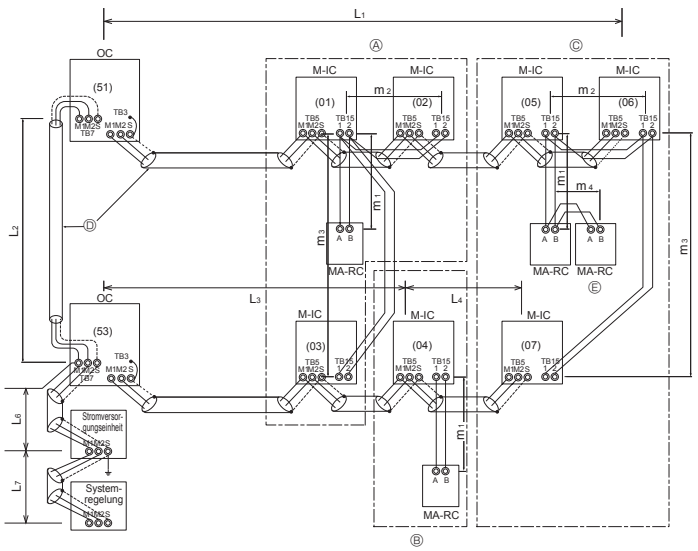 L1
OC
Ⓐ
Ⓒ
M-IC
M-IC
M-IC
M-IC
(51)
(01)
m2
(02)
(05)
m2
(06)
TB3
M1M2S
TB7
M1M2S
TB5
M1M2S
TB15
1 2
TB5
M1M2S
TB15
1 2
TB5
M1M2S
TB15
1 2
TB5
M1M2S
TB15
1 2
L2
Ⓓ
m1
m3
A B
MA-RC
m1
m4
A B
MA-RC
A B
MA-RC
Ⓔ
m3
L3
L4
OC
M-IC
M-IC
M-IC
(53)
(03)
(04)
(07)
TB3
M1M2S
TB7
M1M2S
TB5
M1M2S
TB15
1 2
TB5
M1M2S
TB15
1 2
TB5
M1M2S
TB15
1 2
L6
Stromversor-
gungseinheit
M1M2S
m1
A B
MA-RC
L7
System-
regelung
M1M2S
Ⓑ